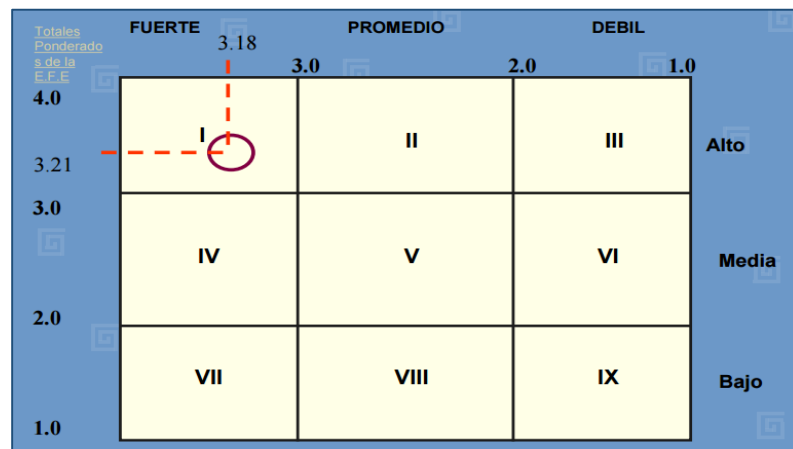 FUERTE PROMEDIO DEBIL
Totales
Ponderado
s de la
E.F.E
3.18
3.0 2.0 1.0
4.0
I II III Alto
3.21
3.0
IV V VI Media
2.0
VII VIII IX Bajo
1.0